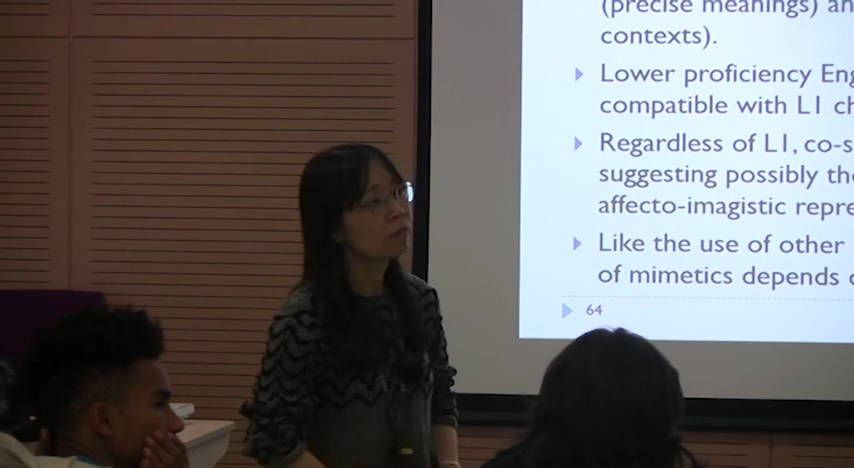 (precise meanings) an
contexts).
Lower proficiency Eng
compatible with L1 ch
Regardless of L1, co-s
suggesting possibly the
affecto-imagistic repre
Like the use of other
of mimetics depends o
64